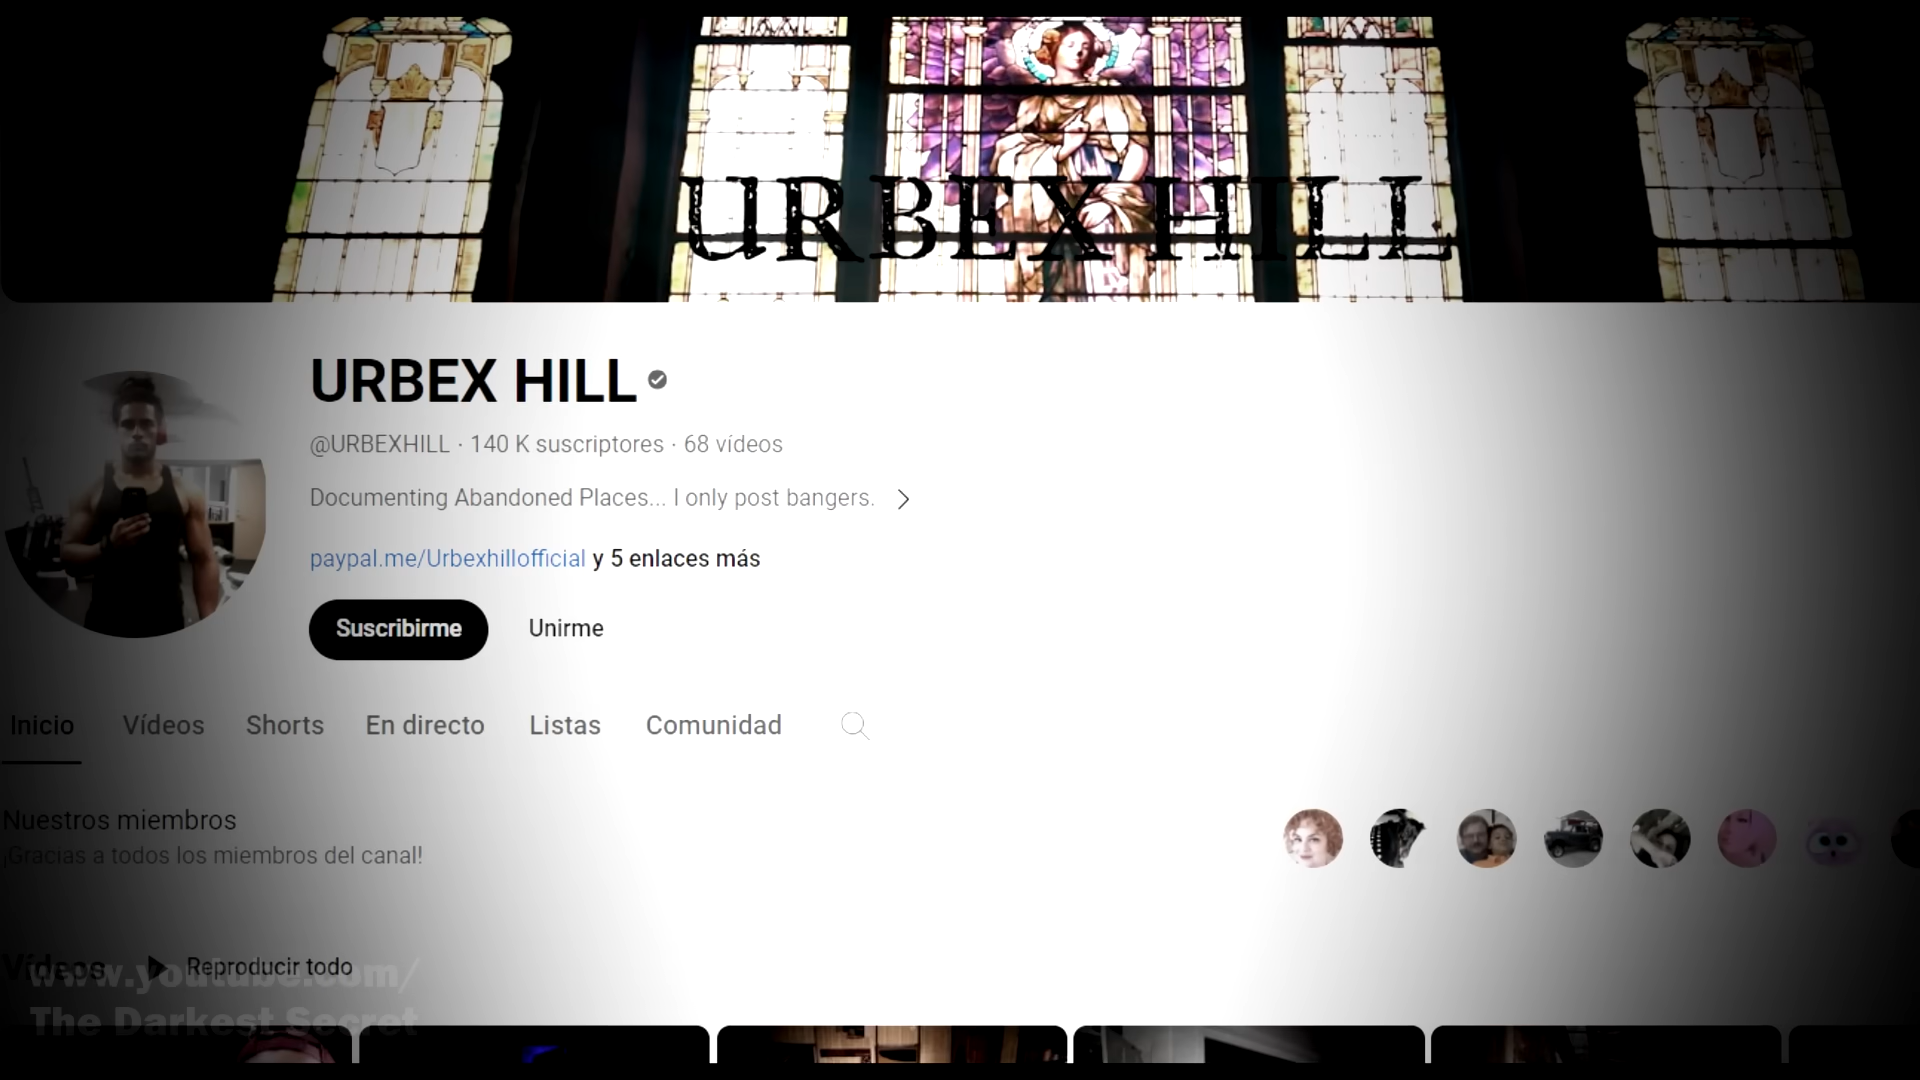 URBEX HILL
URBEX HILL
@URBEXHILL · 140 K suscriptores · 68 vídeos
Documenting Abandoned Places... I only post bangers.
paypal.me/Urbexhillofficial y 5 enlaces más
Suscribirme Unirme
Inicio Vídeos Shorts En directo Listas Comunidad
Nuestros miembros
¡Gracias a todos los miembros del canal!
Vídeos Reproducir todo
www.youtube.com/
The Darkest Secret